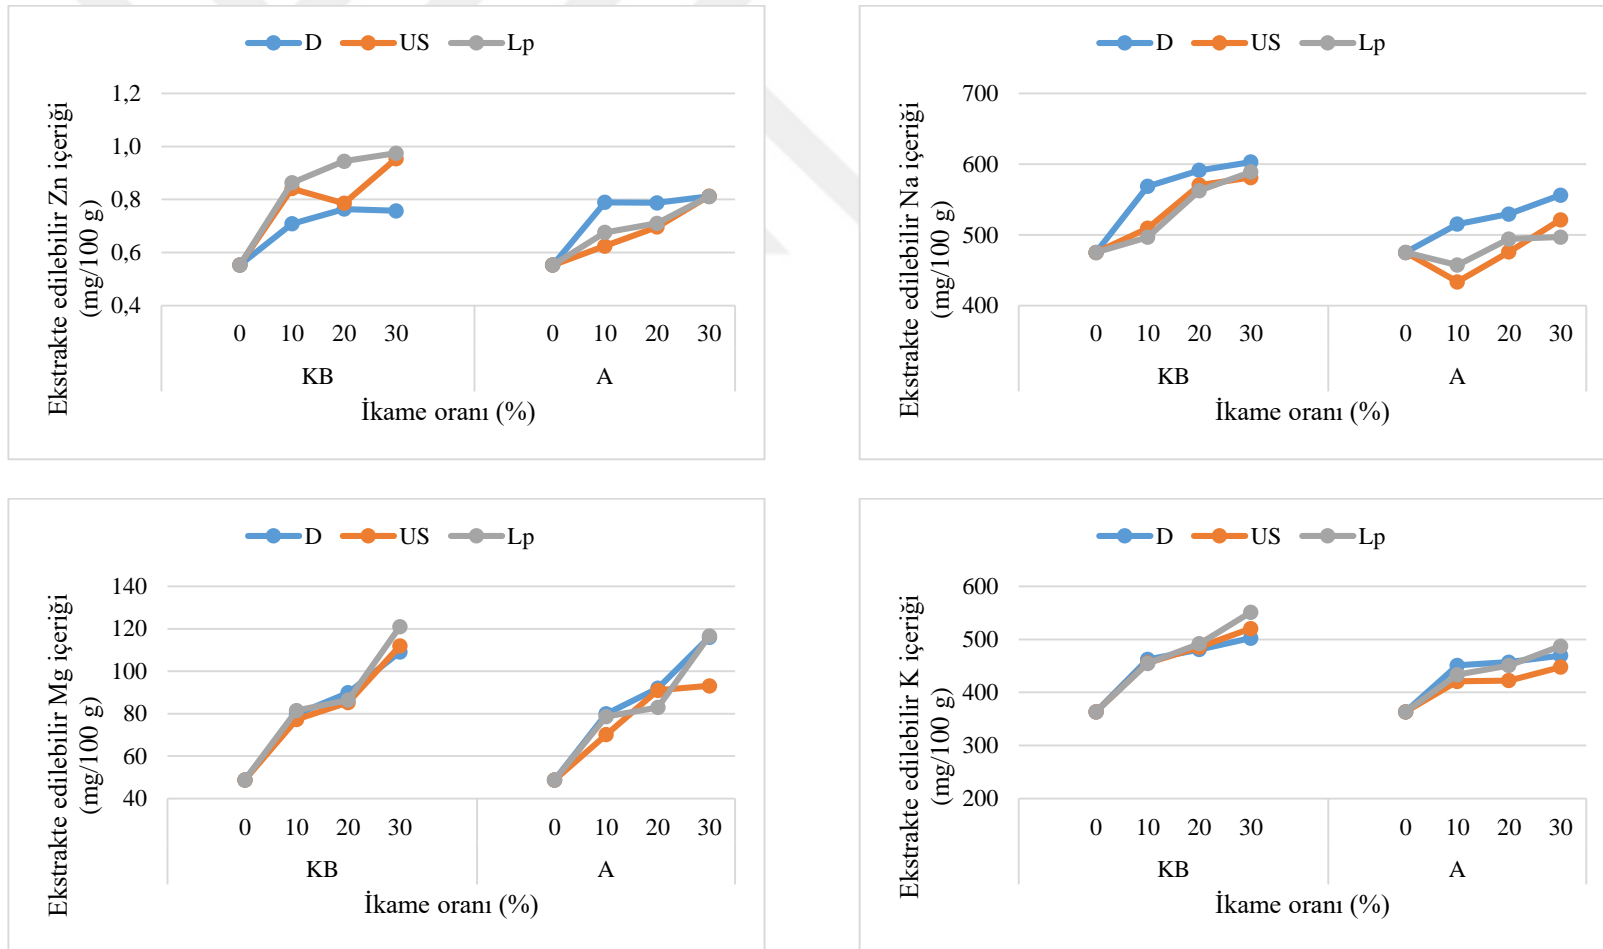 D US Lp
Ekstrakte edilebilir Zn içeriği
(mg/100 g)
1,2
1,0
0,8
0,6
0,4
0 10 20 30 0 10 20 30
KB A
İkame oranı (%)
D US Lp
Ekstrakte edilebilir Na içeriği
(mg/100 g)
700
600
500
400
0 10 20 30 0 10 20 30
KB A
İkame oranı (%)
D US Lp
Ekstrakte edilebilir Mg içeriği
(mg/100 g)
140
120
100
80
60
40
0 10 20 30 0 10 20 30
KB A
İkame oranı (%)
D US Lp
Ekstrakte edilebilir K içeriği
(mg/100 g)
600
500
400
300
200
0 10 20 30 0 10 20 30
KB A
İkame oranı (%)